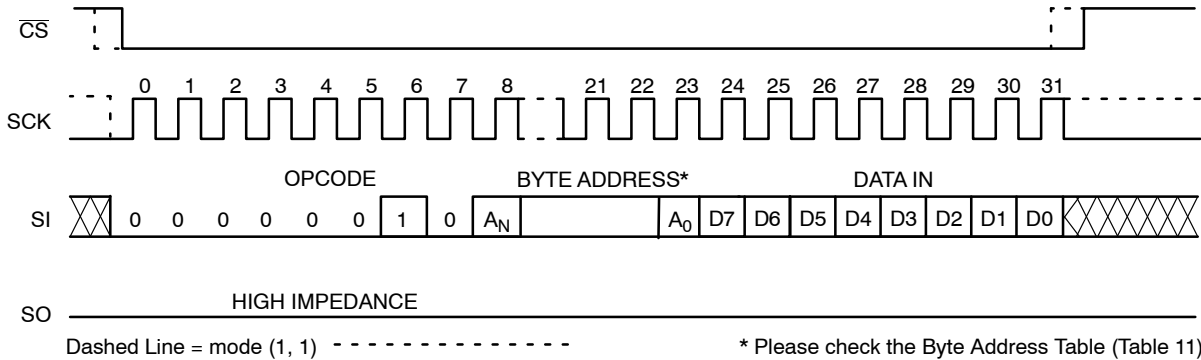 CS
0 1 2 3 4 5 6 7 8 21 22 23 24 25 26 27 28 29 30 31
SCK
OPCODE BYTE ADDRESS* DATA IN
SI 0 0 0 0 0 0 1 0 AN A0 D7 D6 D5 D4 D3 D2 D1 D0
HIGH IMPEDANCE
SO
Dashed Line = mode (1, 1) * Please check the Byte Address Table (Table 11)